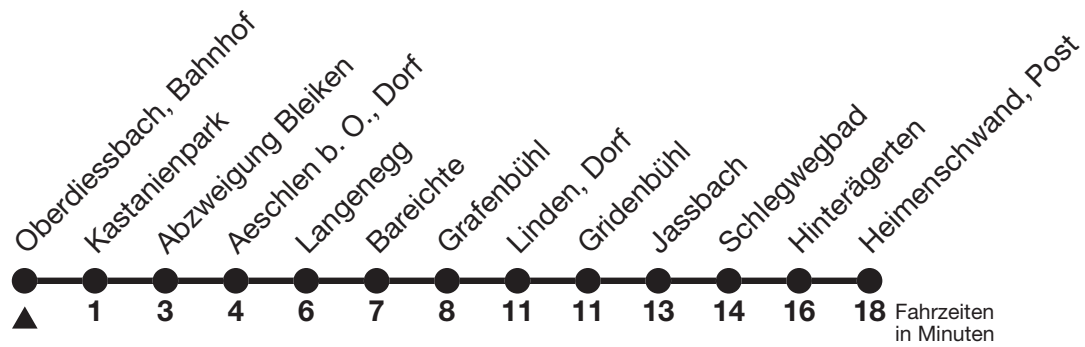 Oberdiessbach, Bahnhof
Kastanienpark
Abzweigung Bleiken
Aeschlen b. O., Dorf
Langenegg
Bareichte
Grafenbühl
Linden, Dorf
Gridenbühl
Jassbach
Schlegwegbad
Hinterägerten
Heimenschwand, Post
1 3 4 6 7 8 11 11 13 14 16 18 Fahrzeiten
in Minuten